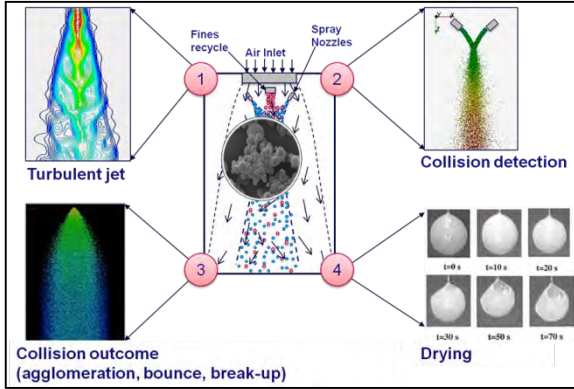 Fines
recycle
Air Inlet
Spray
Nozzles
1
2
Turbulent jet
Collision detection
3
4
t=0 s
t=10 s
t=20 s
t=30 s
t=50 s
t=70 s
Collision outcome
(agglomeration, bounce, break-up)
Drying